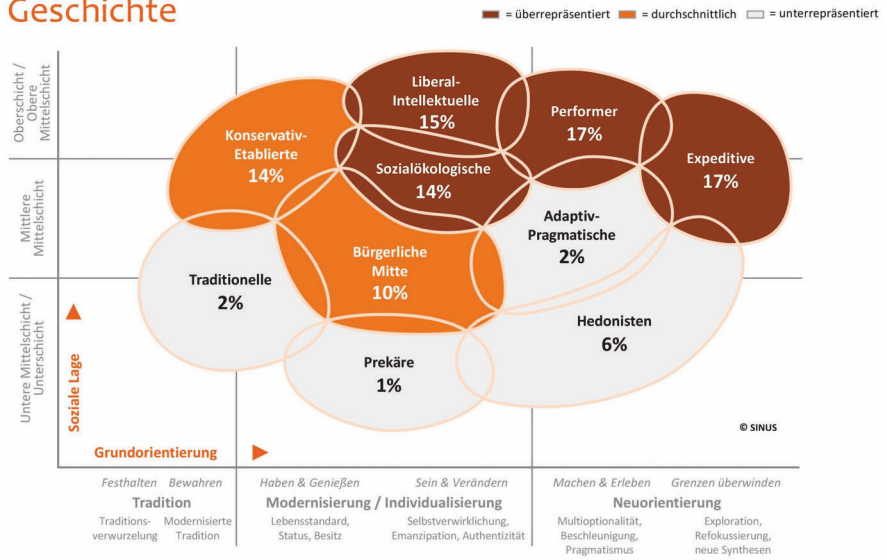 Geschichte
= überrepräsentiert = durchschnittlich = unterrepräsentiert
Oberschicht /
Obere
Mittelschicht
Mittlere
Mittelschicht
Untere Mittelschicht /
Unterschicht
Soziale Lage
Liberal-
Intellektuelle
15%
Performer
17%
Konservativ-
Etablierte
14%
Expeditive
17%
Sozialökologische
14%
Adaptiv-
Pragmatische
2%
Bürgerliche
Mitte
10%
Traditionelle
2%
Hedonisten
6%
Prekäre
1%
© SINUS
Grundorientierung
Festhalten Bewahren
Tradition
Traditions-
verwurzelung
Modernisierte
Tradition
Haben & Genießen Sein & Verändern
Modernisierung / Individualisierung
Lebensstandard,
Status, Besitz
Selbstverwirklichung,
Emanzipation, Authentizität
Machen & Erleben Grenzen überwinden
Neuorientierung
Multioptionalität,
Beschleunigung,
Pragmatismus
Exploration,
Refokussierung,
neue Synthesen